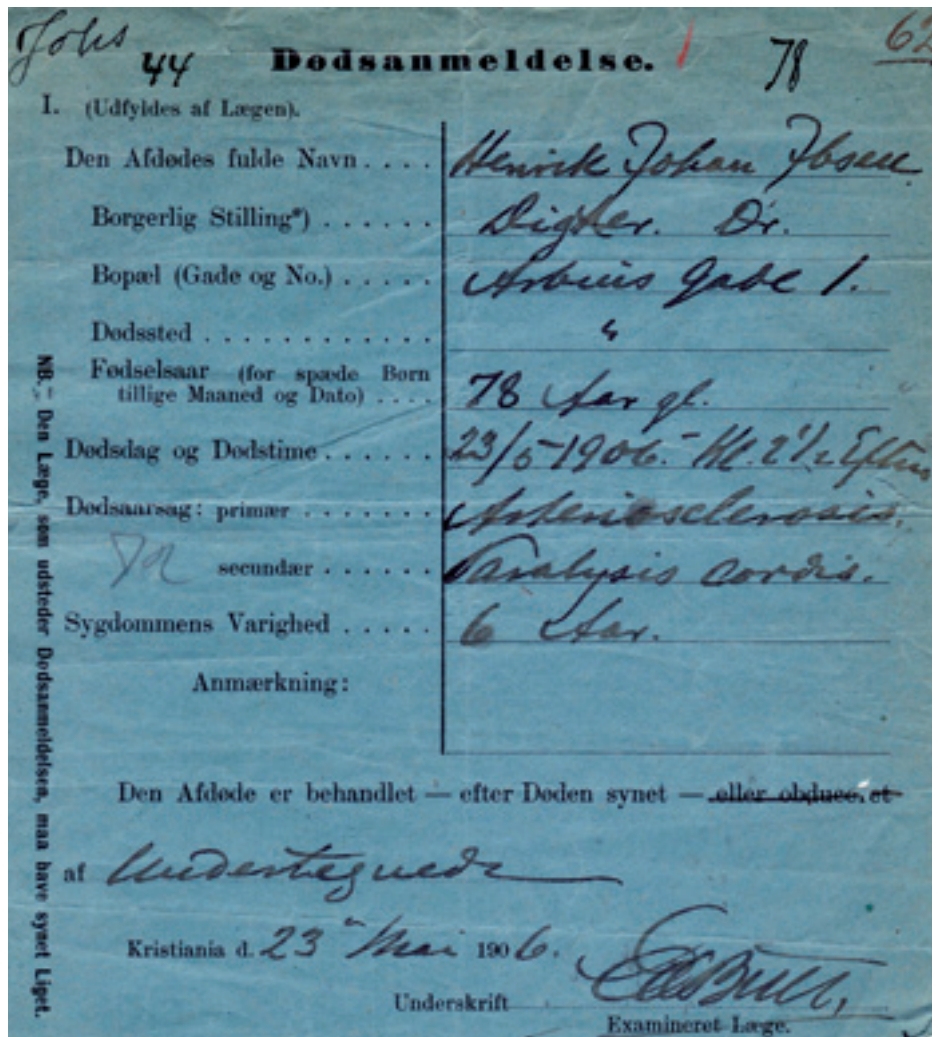 Johs 44 Dødsanmeldelse. 78 62
I. (Udfyldes af Lægen).
Den Afdødes fulde Navn . . . . Henrik Johan Ibsen
Borgerlig Stilling*) . . . . . . Digter. Dr.
Bopæl (Gade og No.) . . . . . Arbins Gade 1.
Dødssted . . . . . . . . . . . . . "
Fødselsaar (for spæde Børn
tillige Maaned og Dato) . . . . 78 Aar gl.
Dødsdag og Dødstime . . . . . . 23/5 1906. Kl. 2½ Efterm
Dødsaarsag: primær . . . . . . . Arteriosclerosis.
secundær . . . . . . Paralysis cordis.
Sygdommens Varighed . . . . . 6 Aar.
Anmærkning:
Den Afdøde er behandlet — efter Døden synet — eller obduceret
af Undertegnede
Kristiania d. 23 Mai 1906.
Underskrift EdBull,
Examineret Læge.
NB. - Den Læge, som udsteder Dødsanmeldelsen, maa have synet Liget.